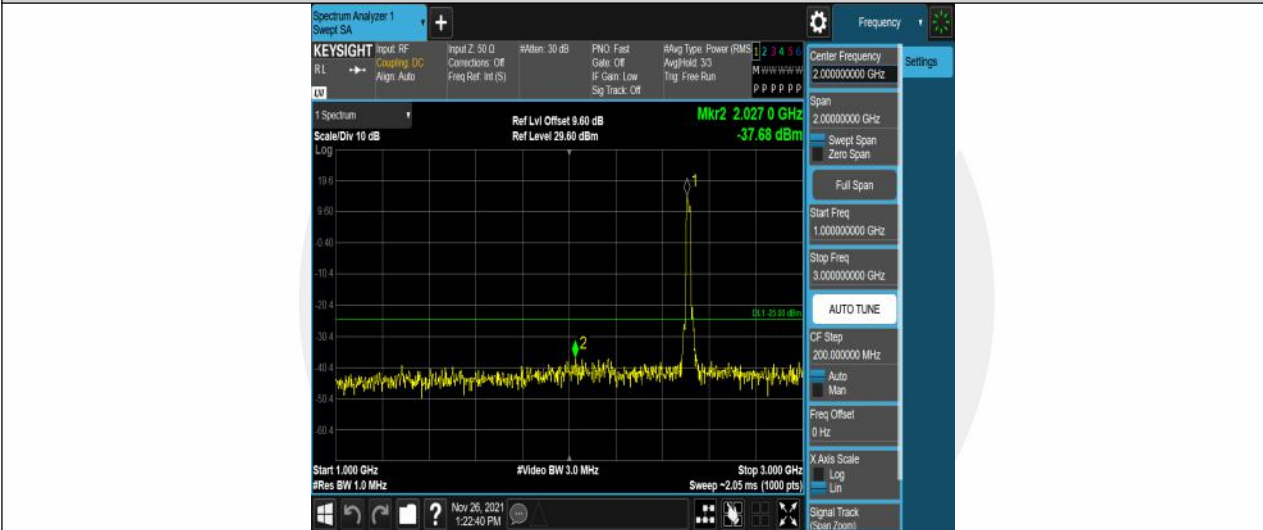 Spectrum Analyzer 1
Swept SA
+
Frequency
KEYSIGHT
RL
LV
Input: RF
Coupling: DC
Align: Auto
Input Z: 50 Ω
Corrections: Off
Freq Ref: Int (S)
#Atten: 30 dB
PNO: Fast
Gate: Off
IF Gain: Low
Sig Track: Off
#Avg Type: Power (RMS
Avg|Hold: 3/3
Trig: Free Run
1 2 3 4 5 6
M W W W W W
P P P P P P
1 Spectrum
Scale/Div 10 dB
Log
Ref Lvl Offset 9.60 dB
Ref Level 29.60 dBm
Mkr2 2.027 0 GHz
-37.68 dBm
19.6
9.60
-0.40
-10.4
-20.4
-30.4
-40.4
-50.4
-60.4
1
2
DL1 -25.00 dBm
Start 1.000 GHz
#Res BW 1.0 MHz
#Video BW 3.0 MHz
Stop 3.000 GHz
Sweep ~2.05 ms (1000 pts)
Center Frequency
2.000000000 GHz
Settings
Span
2.00000000 GHz
Swept Span
Zero Span
Full Span
Start Freq
1.000000000 GHz
Stop Freq
3.000000000 GHz
AUTO TUNE
CF Step
200.000000 MHz
Auto
Man
Freq Offset
0 Hz
X Axis Scale
Log
Lin
Signal Track
(Span Zoom)
?
Nov 26, 2021
1:22:40 PM